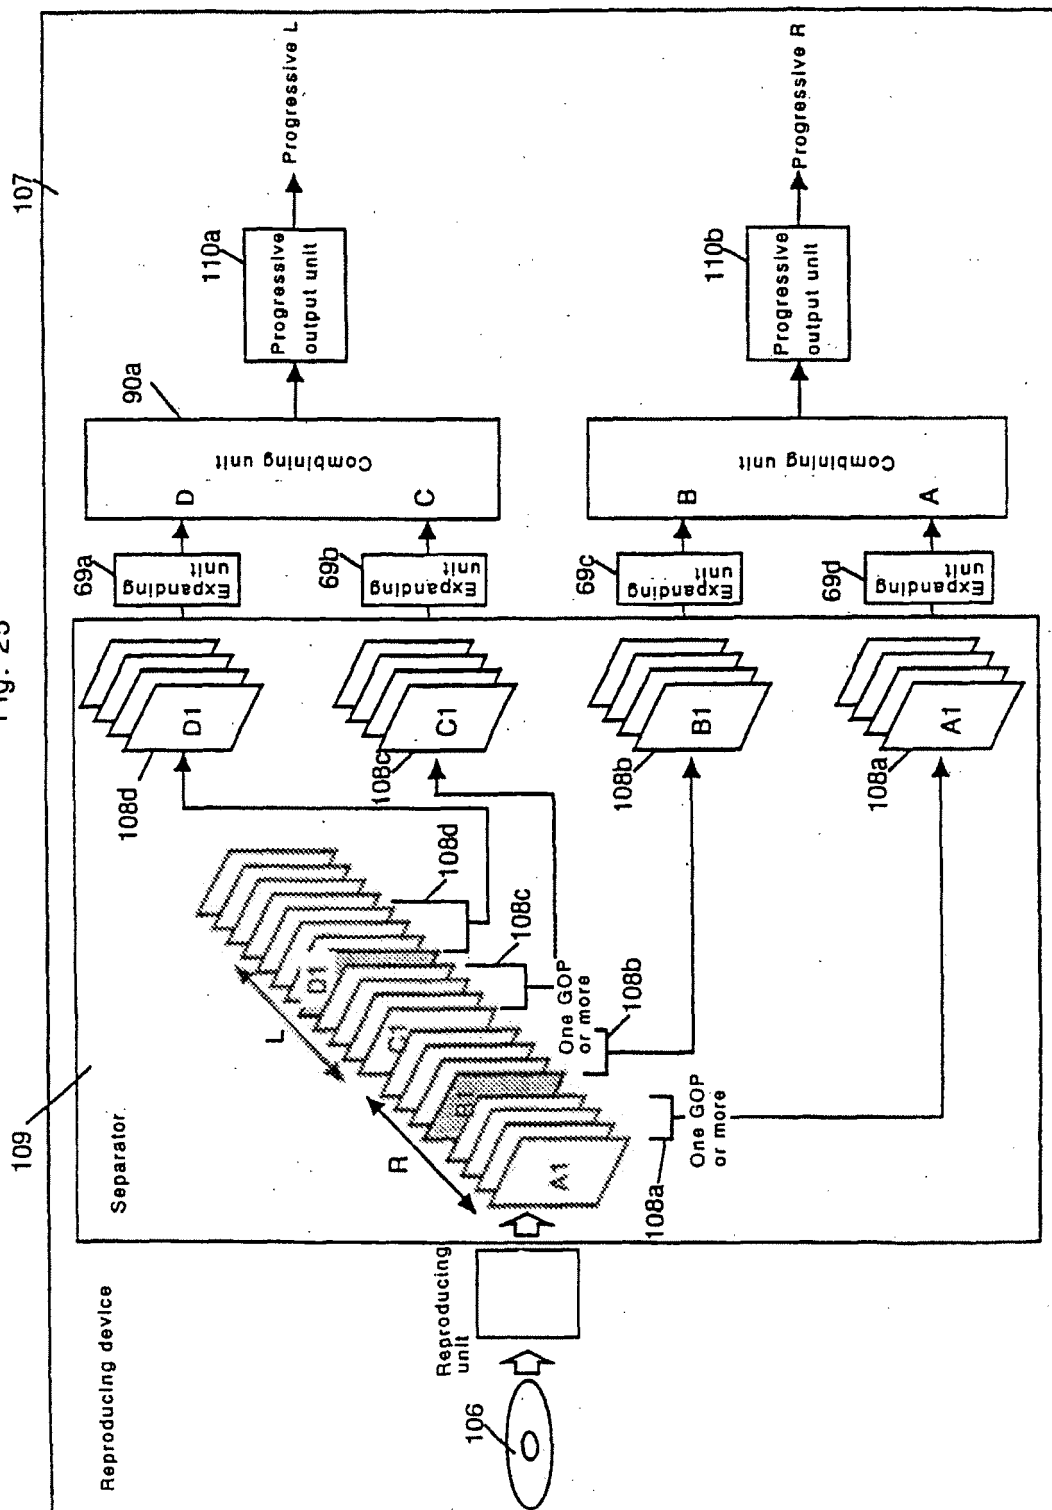 Fig. 25
107
Reproducing device
109
Separator
106
Reproducing
unit
R
L
A1
B1
C1
D1
108a
One GOP
or more
108b
One GOP
or more
108c
108d
108d
D1
108c
C1
108b
B1
108a
A1
69a
Expanding
unit
69b
Expanding
unit
69c
Expanding
unit
69d
Expanding
unit
90a
D
C
Combining unit
B
A
Combining unit
110a
Progressive
output unit
Progressive L
110b
Progressive
output unit
Progressive R